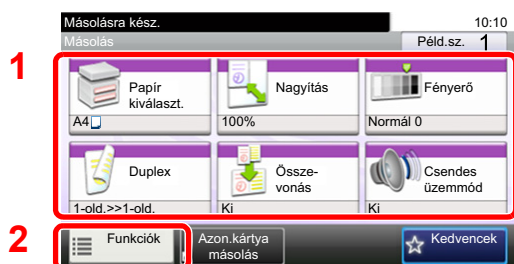 Másolásra kész. 10:10
Másolás Péld.sz. 1
1
Papír
kiválaszt.
A4
Nagyítás
100%
Fényerő
Normál 0
Duplex
1-old.>>1-old.
Össze-
vonás
Ki
Csendes
üzemmód
Ki
2
Funkciók
Azon.kártya
másolás
Kedvencek